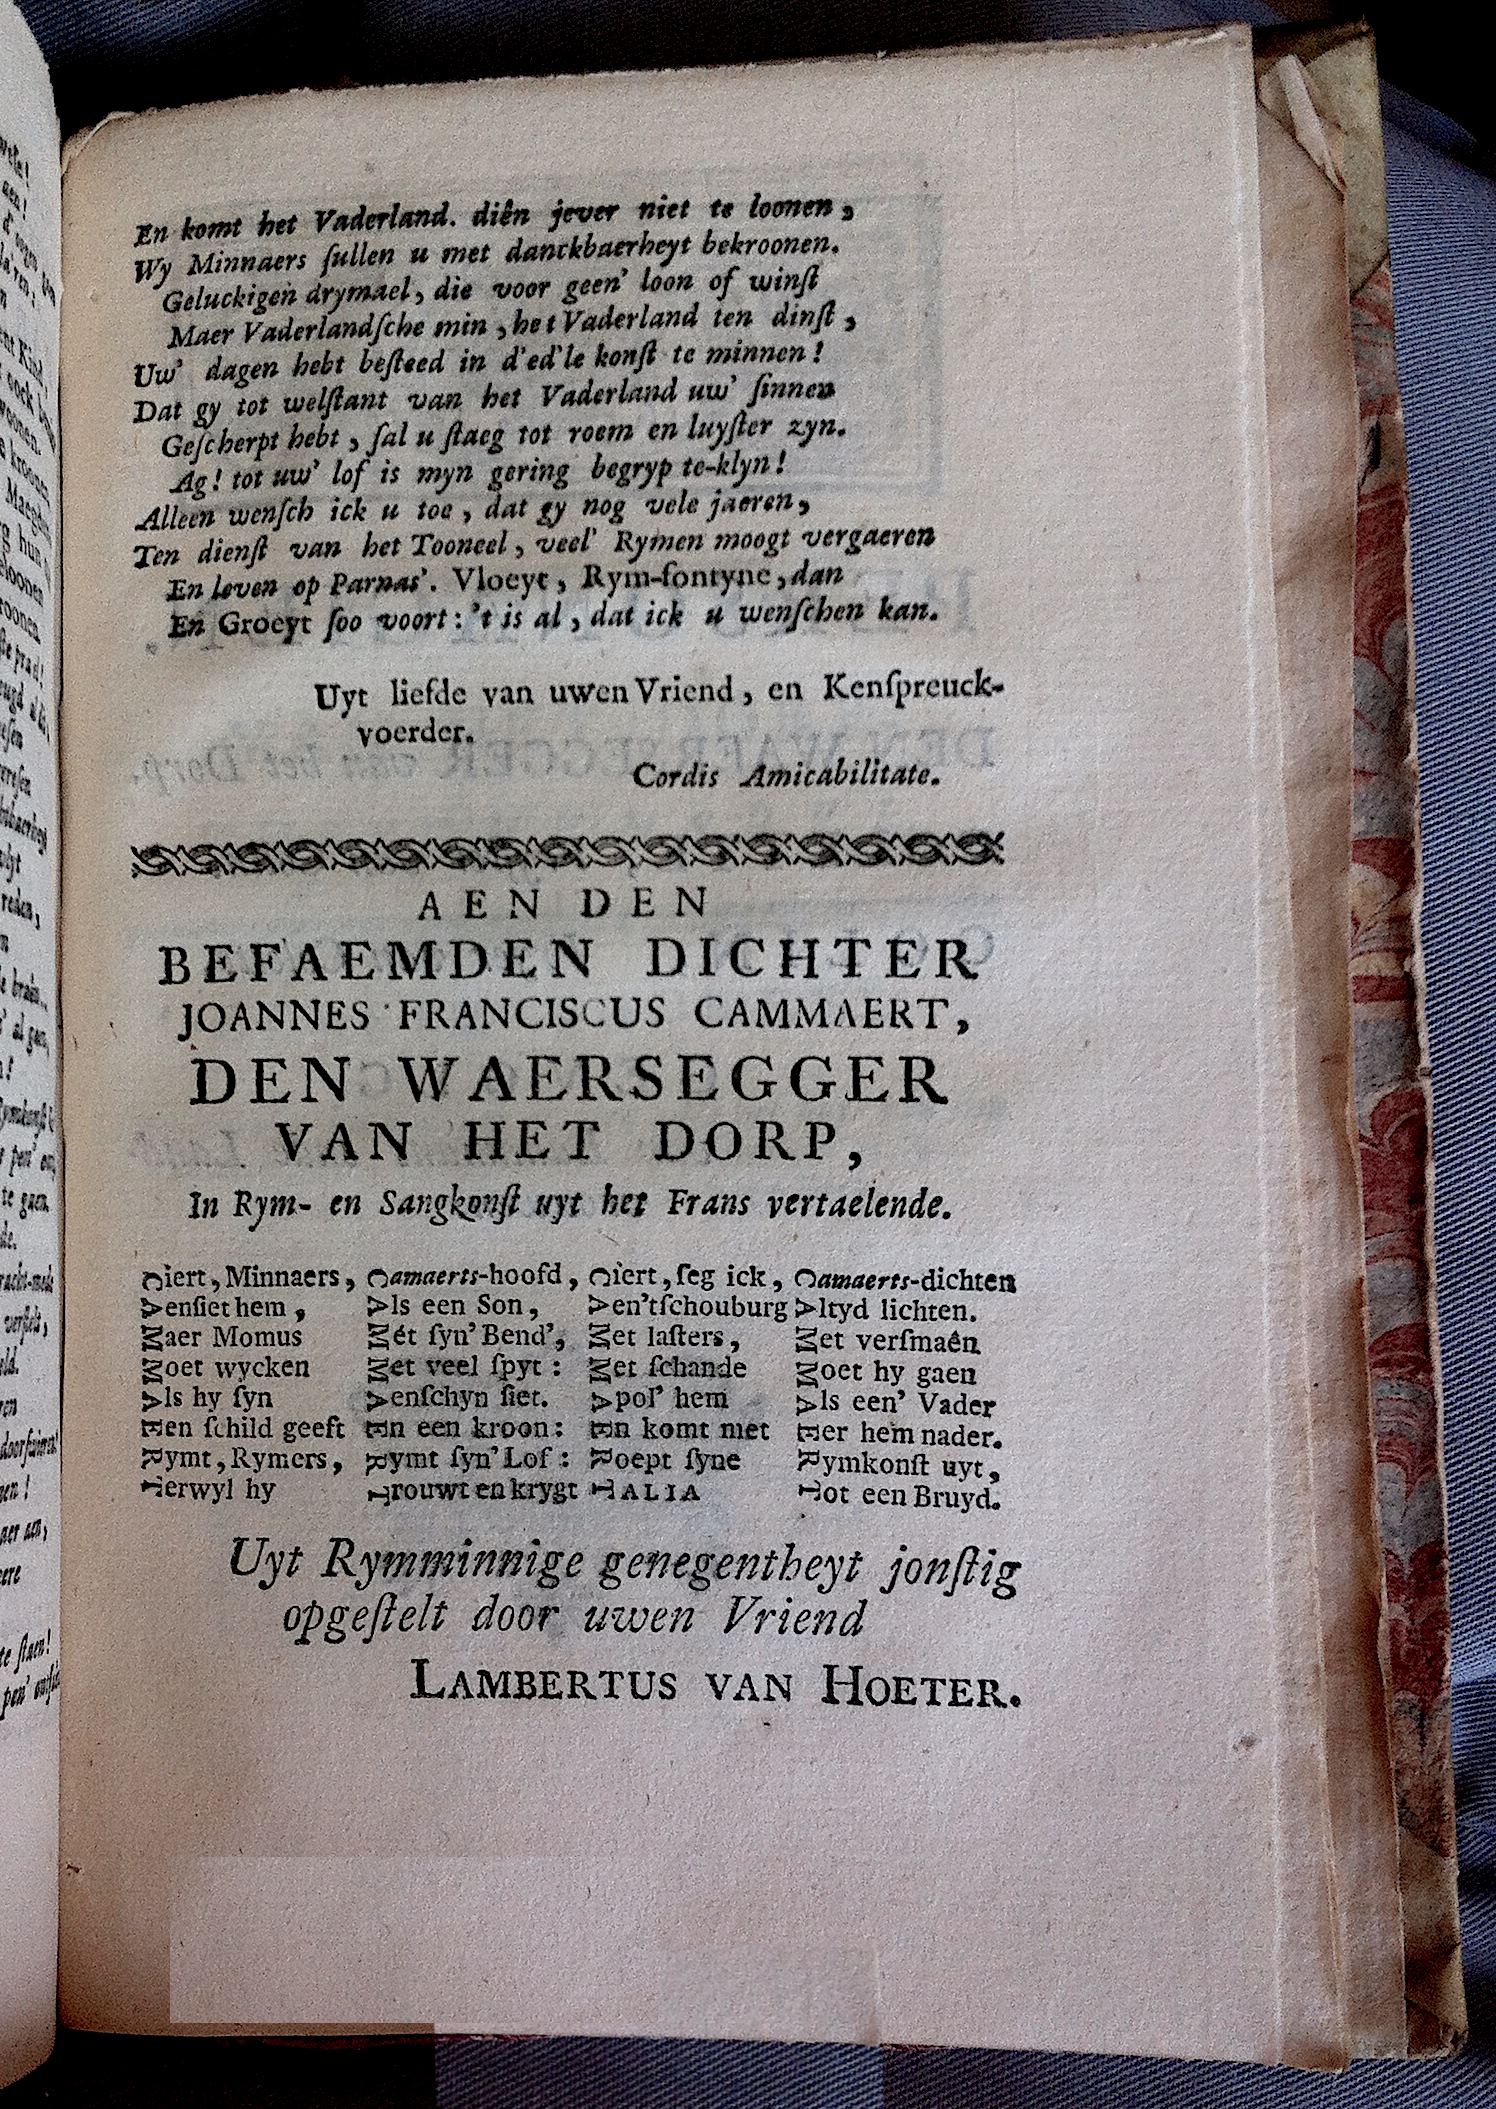 En komt het Vaderland. diên jever niet te loonen,
Wy Minnaers ſullen u met danckbaerheyt bekroonen.
Geluckigen drymael, die voor geen' loon of winſt
Maer Vaderlandſche min, het Vaderland ten dinſt,
Uw' dagen hebt beſteed in d'ed'le konſt te minnen!
Dat gy tot welſtant van het Vaderland uw' ſinnen
Geſcherpt hebt, ſal u ſtaeg tot roem en luyſter zyn.
Ag! tot uw' lof is myn gering begryp te-klyn!
Alleen wenſch ick u toe, dat gy nog vele jaeren,
Ten dienſt van het Tooneel, veel' Rymen moogt vergaeren
En leven op Parnas'. Vloeyt, Rym-fontyne, dan
En Groeyt ſoo voort: 't is al, dat ick u wenſchen kan.
Uyt liefde van uwen Vriend, en Kenſpreuck-
voerder.
Cordis Amicabilitate.
AEN DEN
BEFAEMDEN DICHTER
JOANNES FRANCISCUS CAMMAERT,
DEN WAERSEGGER
VAN HET DORP,
In Rym- en Sangkonſt uyt het Frans vertaelende.
Ciert, Minnaers, Camaerts-hoofd, Ciert, ſeg ick, Camaerts-dichten
Aenſiet hem, Als een Son, Aen'tſchouburg Altyd lichten.
Maer Momus Mét ſyn' Bend', Met laſters, Met verſmaên
Moet wycken Met veel ſpyt: Met ſchande Moet hy gaen
Als hy ſyn Aenſchyn ſiet. Apol' hem Als een' Vader
Een ſchild geeft En een kroon: En komt met Eer hem nader.
Rymt, Rymers, Rymt ſyn' Lof: Roept ſyne Rymkonſt uyt,
Terwyl hy Trouwt en krygt THALIA Tot een Bruyd.
Uyt Rymminnige genegentheyt jonſtig
opgeſtelt door uwen Vriend
LAMBERTUS VAN HOETER.